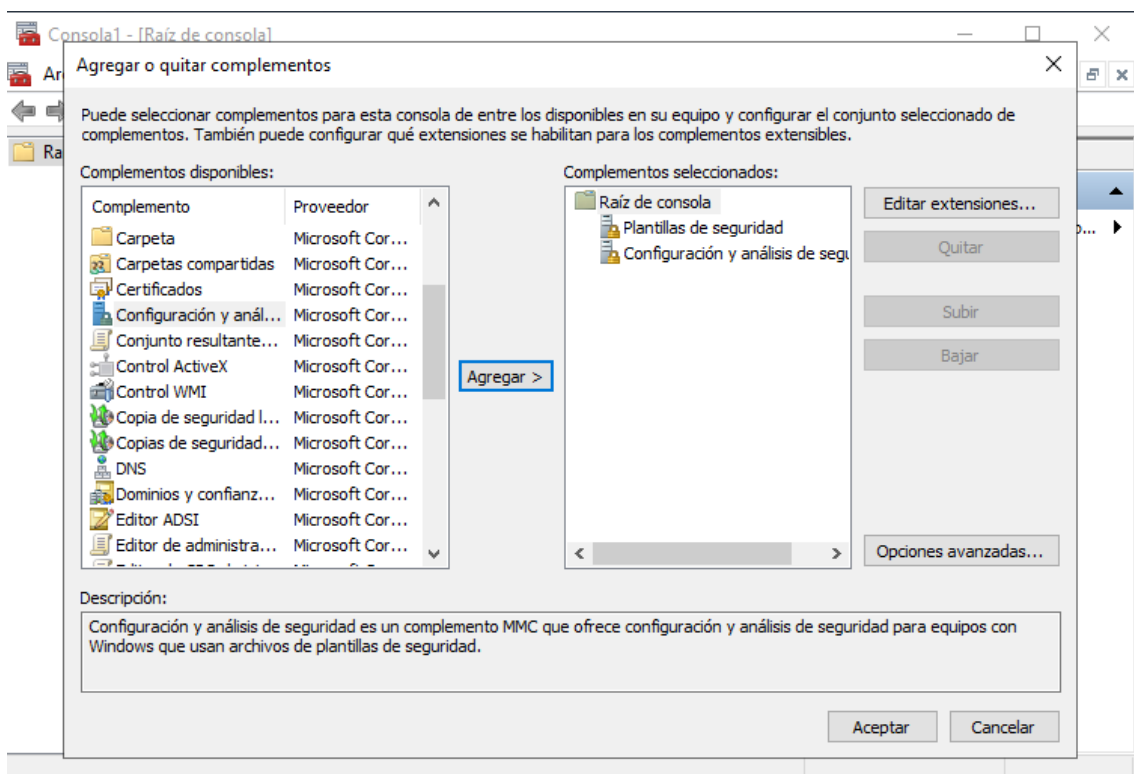 Consola1 - [Raíz de consola]
Agregar o quitar complementos
Ar
Puede seleccionar complementos para esta consola de entre los disponibles en su equipo y configurar el conjunto seleccionado de
complementos. También puede configurar qué extensiones se habilitan para los complementos extensibles.
Ra
Complementos disponibles:
Complementos seleccionados:
Complemento Proveedor
Carpeta Microsoft Cor...
Carpetas compartidas Microsoft Cor...
Certificados Microsoft Cor...
Configuración y anál... Microsoft Cor...
Conjunto resultante... Microsoft Cor...
Control ActiveX Microsoft Cor...
Control WMI Microsoft Cor...
Copia de seguridad l... Microsoft Cor...
Copias de seguridad... Microsoft Cor...
DNS Microsoft Cor...
Dominios y confianz... Microsoft Cor...
Editor ADSI Microsoft Cor...
Editor de administra... Microsoft Cor...
Agregar >
Raíz de consola
Plantillas de seguridad
Configuración y análisis de segu
Editar extensiones...
Quitar
Subir
Bajar
Opciones avanzadas...
Descripción:
Configuración y análisis de seguridad es un complemento MMC que ofrece configuración y análisis de seguridad para equipos con
Windows que usan archivos de plantillas de seguridad.
Aceptar
Cancelar